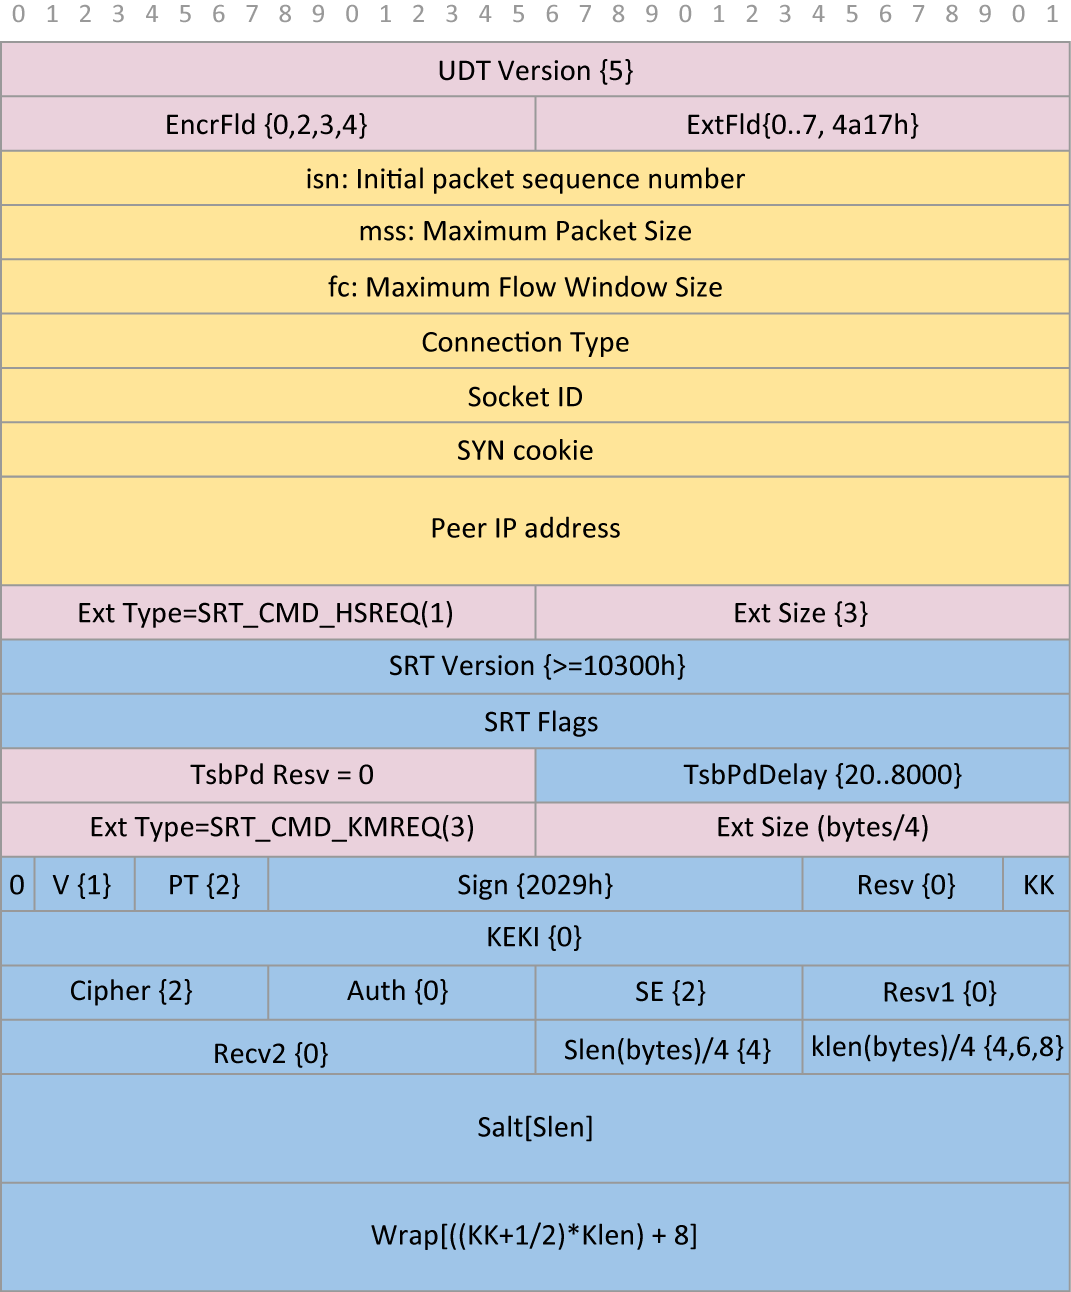 0 1 2 3 4 5 6 7 8 9 0 1 2 3 4 5 6 7 8 9 0 1 2 3 4 5 6 7 8 9 0 1
UDT Version {5}
EncrFld {0,2,3,4} ExtFld{0..7, 4a17h}
isn: Initial packet sequence number
mss: Maximum Packet Size
fc: Maximum Flow Window Size
Connection Type
Socket ID
SYN cookie
Peer IP address
Ext Type=SRT_CMD_HSREQ(1) Ext Size {3}
SRT Version {>=10300h}
SRT Flags
TsbPd Resv = 0 TsbPdDelay {20..8000}
Ext Type=SRT_CMD_KMREQ(3) Ext Size (bytes/4)
0 V {1} PT {2} Sign {2029h} Resv {0} KK
KEKI {0}
Cipher {2} Auth {0} SE {2} Resv1 {0}
Recv2 {0} Slen(bytes)/4 {4} klen(bytes)/4 {4,6,8}
Salt[Slen]
Wrap[((KK+1/2)*Klen) + 8]